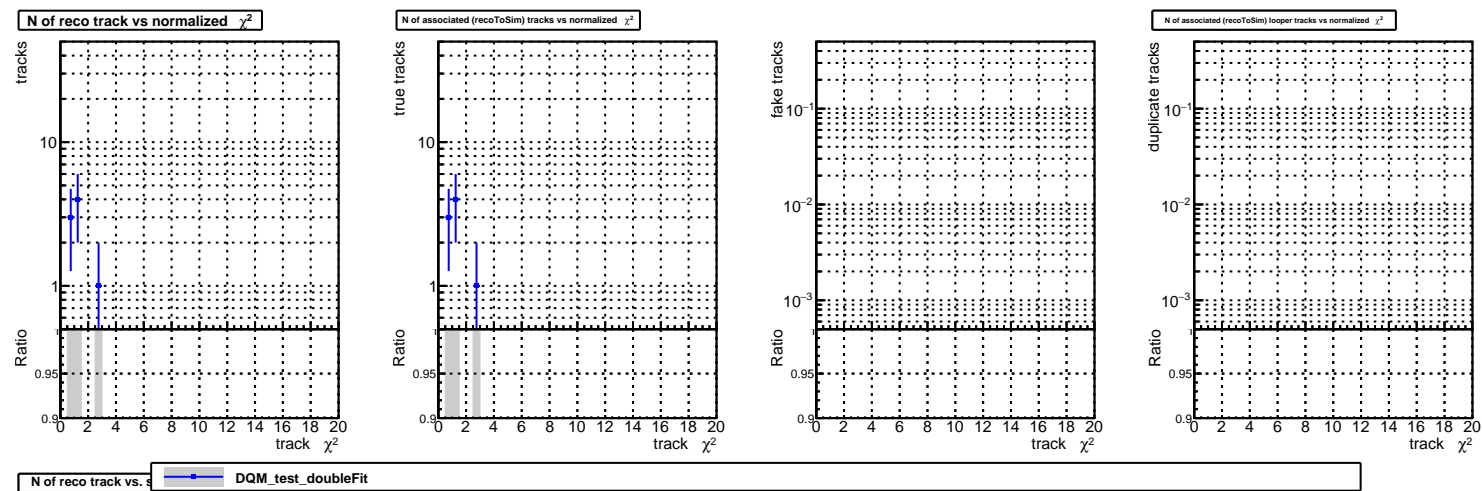 N of reco track vs normalized χ²
N of associated (recoToSim) tracks vs normalized χ²
N of associated (recoToSim) looper tracks vs normalized χ²
tracks
10
1
Ratio
1
0.95
0.9
0 2 4 6 8 10 12 14 16 18 20
track χ²
true tracks
10
1
Ratio
1
0.95
0.9
0 2 4 6 8 10 12 14 16 18 20
track χ²
fake tracks
10⁻¹
10⁻²
10⁻³
Ratio
1
0.95
0.9
0 2 4 6 8 10 12 14 16 18 20
track χ²
duplicate tracks
10⁻¹
10⁻²
10⁻³
Ratio
1
0.95
0.9
0 2 4 6 8 10 12 14 16 18 20
track χ²
N of reco track vs.
DQM_test_doubleFit